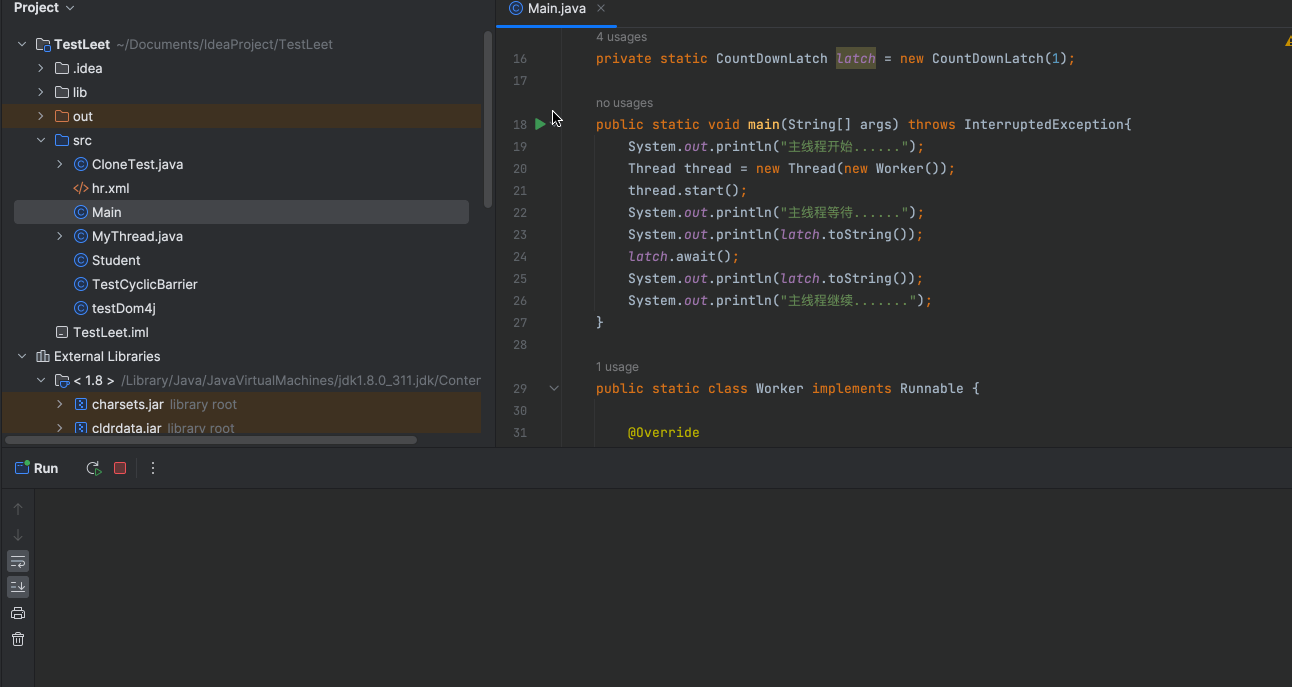 Project
TestLeet ~/Documents/IdeaProject/TestLeet
.idea
lib
out
src
CloneTest.java
hr.xml
Main
MyThread.java
Student
TestCyclicBarrier
testDom4j
TestLeet.iml
External Libraries
< 1.8 > /Library/Java/JavaVirtualMachines/jdk1.8.0_311.jdk/Conter
charsets.jar library root
cldrdata.jar library root
Main.java
4 usages
16 private static CountDownLatch latch = new CountDownLatch(1);
17
no usages
18 public static void main(String[] args) throws InterruptedException{
19 System.out.println("主线程开始......");
20 Thread thread = new Thread(new Worker());
21 thread.start();
22 System.out.println("主线程等待......");
23 System.out.println(latch.toString());
24 latch.await();
25 System.out.println(latch.toString());
26 System.out.println("主线程继续.......");
27 }
28
1 usage
29 public static class Worker implements Runnable {
30
31 @Override
Run